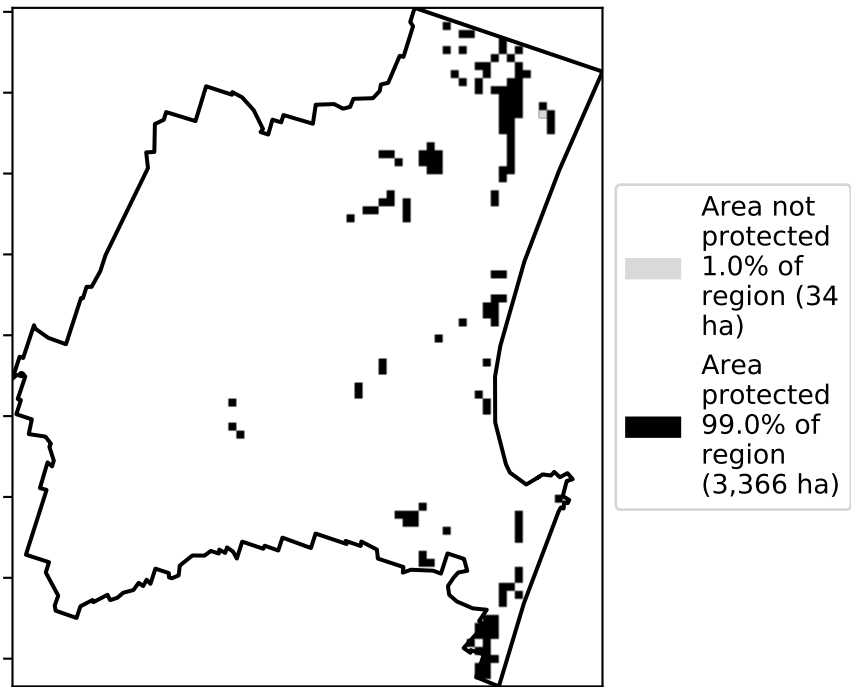 Area not
protected
1.0% of
region (34
ha)
Area
protected
99.0% of
region
(3,366 ha)